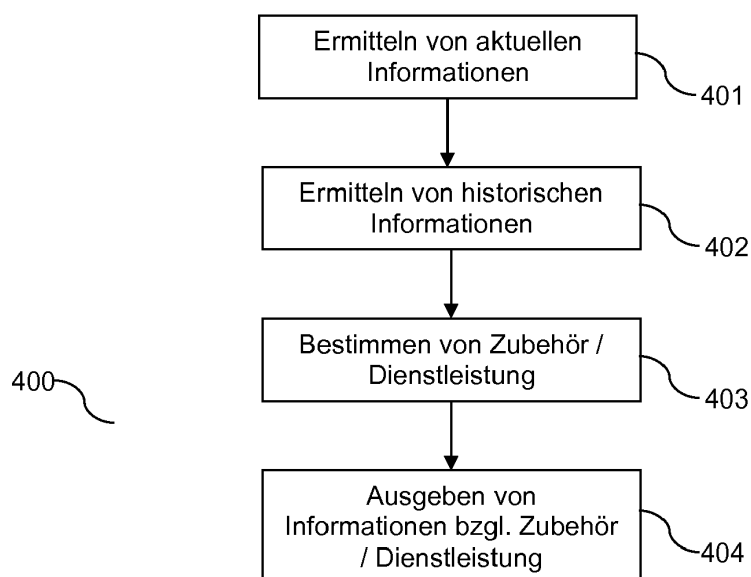 Ermitteln von aktuellen
Informationen
401
Ermitteln von historischen
Informationen
402
Bestimmen von Zubehör /
Dienstleistung
400
403
Ausgeben von
Informationen bzgl. Zubehör
/ Dienstleistung
404